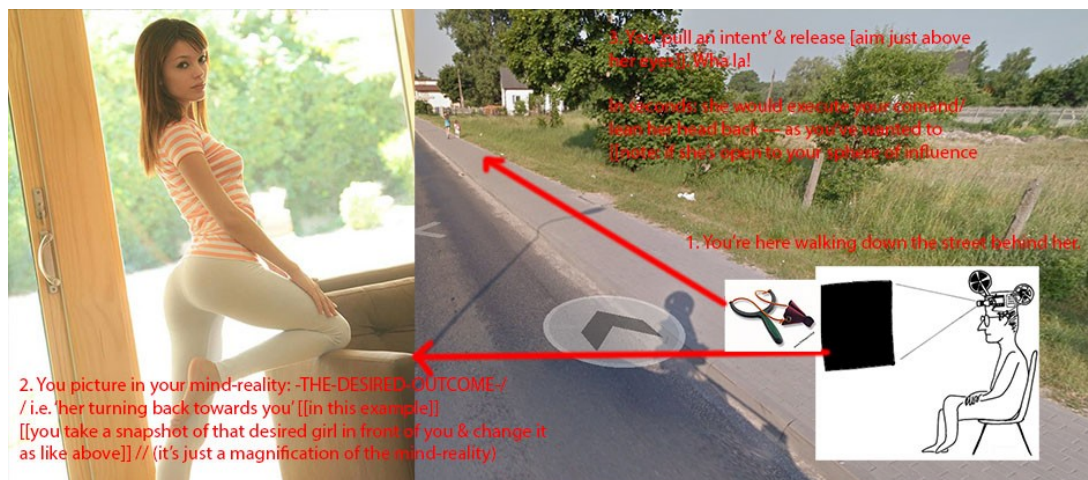 3. You 'pull an intent' & release [aim just above
her eyes]]. Wha la!
In seconds: she would execute your comand/
lean her head back — as you've wanted to
[[note: if she's open to your sphere of influence
1. You're here walking down the street behind her.
2. You picture in your mind-reality: -THE-DESIRED-OUTCOME-/
/ i.e. 'her turning back towards you' [[in this example]]
[[you take a snapshot of that desired girl in front of you & change it
as like above]] // (it's just a magnification of the mind-reality)